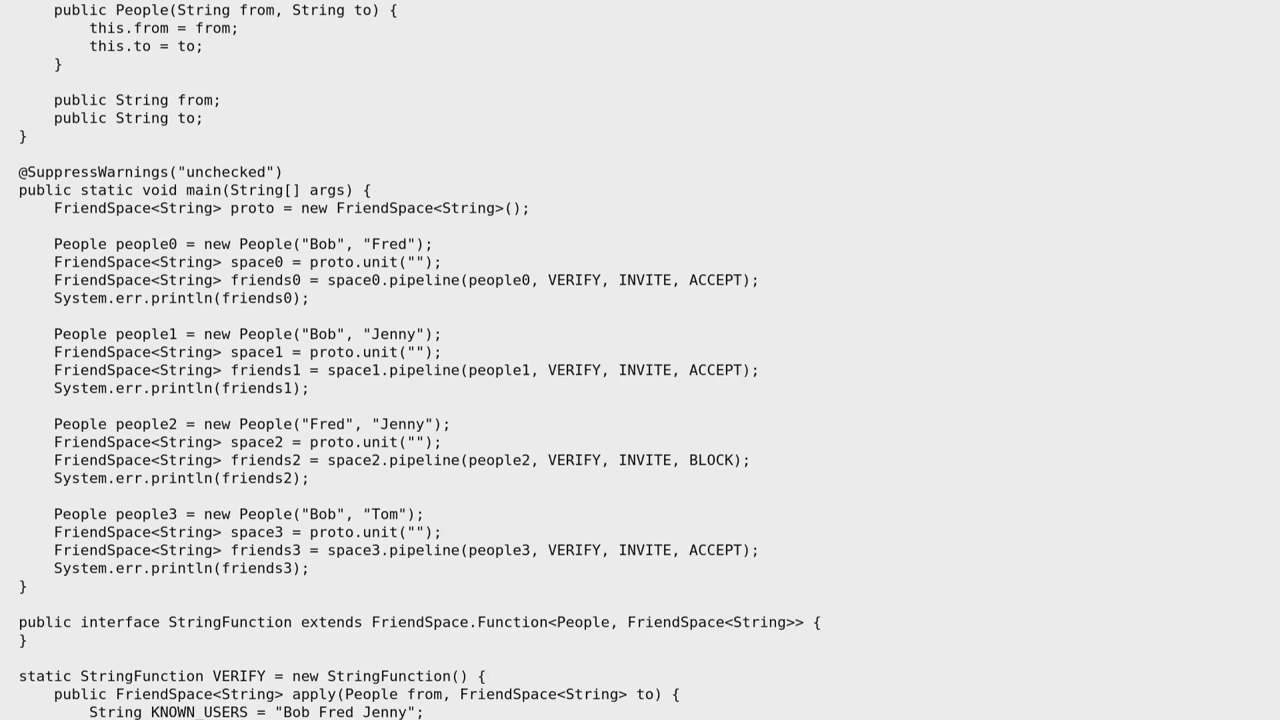 public People(String from, String to) {
this.from = from;
this.to = to;
}
public String from;
public String to;
}
@SuppressWarnings("unchecked")
public static void main(String[] args) {
FriendSpace<String> proto = new FriendSpace<String>();
People people0 = new People("Bob", "Fred");
FriendSpace<String> space0 = proto.unit("");
FriendSpace<String> friends0 = space0.pipeline(people0, VERIFY, INVITE, ACCEPT);
System.err.println(friends0);
People people1 = new People("Bob", "Jenny");
FriendSpace<String> space1 = proto.unit("");
FriendSpace<String> friends1 = space1.pipeline(people1, VERIFY, INVITE, ACCEPT);
System.err.println(friends1);
People people2 = new People("Fred", "Jenny");
FriendSpace<String> space2 = proto.unit("");
FriendSpace<String> friends2 = space2.pipeline(people2, VERIFY, INVITE, BLOCK);
System.err.println(friends2);
People people3 = new People("Bob", "Tom");
FriendSpace<String> space3 = proto.unit("");
FriendSpace<String> friends3 = space3.pipeline(people3, VERIFY, INVITE, ACCEPT);
System.err.println(friends3);
}
public interface StringFunction extends FriendSpace.Function<People, FriendSpace<String>> {
}
static StringFunction VERIFY = new StringFunction() {
public FriendSpace<String> apply(People from, FriendSpace<String> to) {
String KNOWN_USERS = "Bob Fred Jenny";